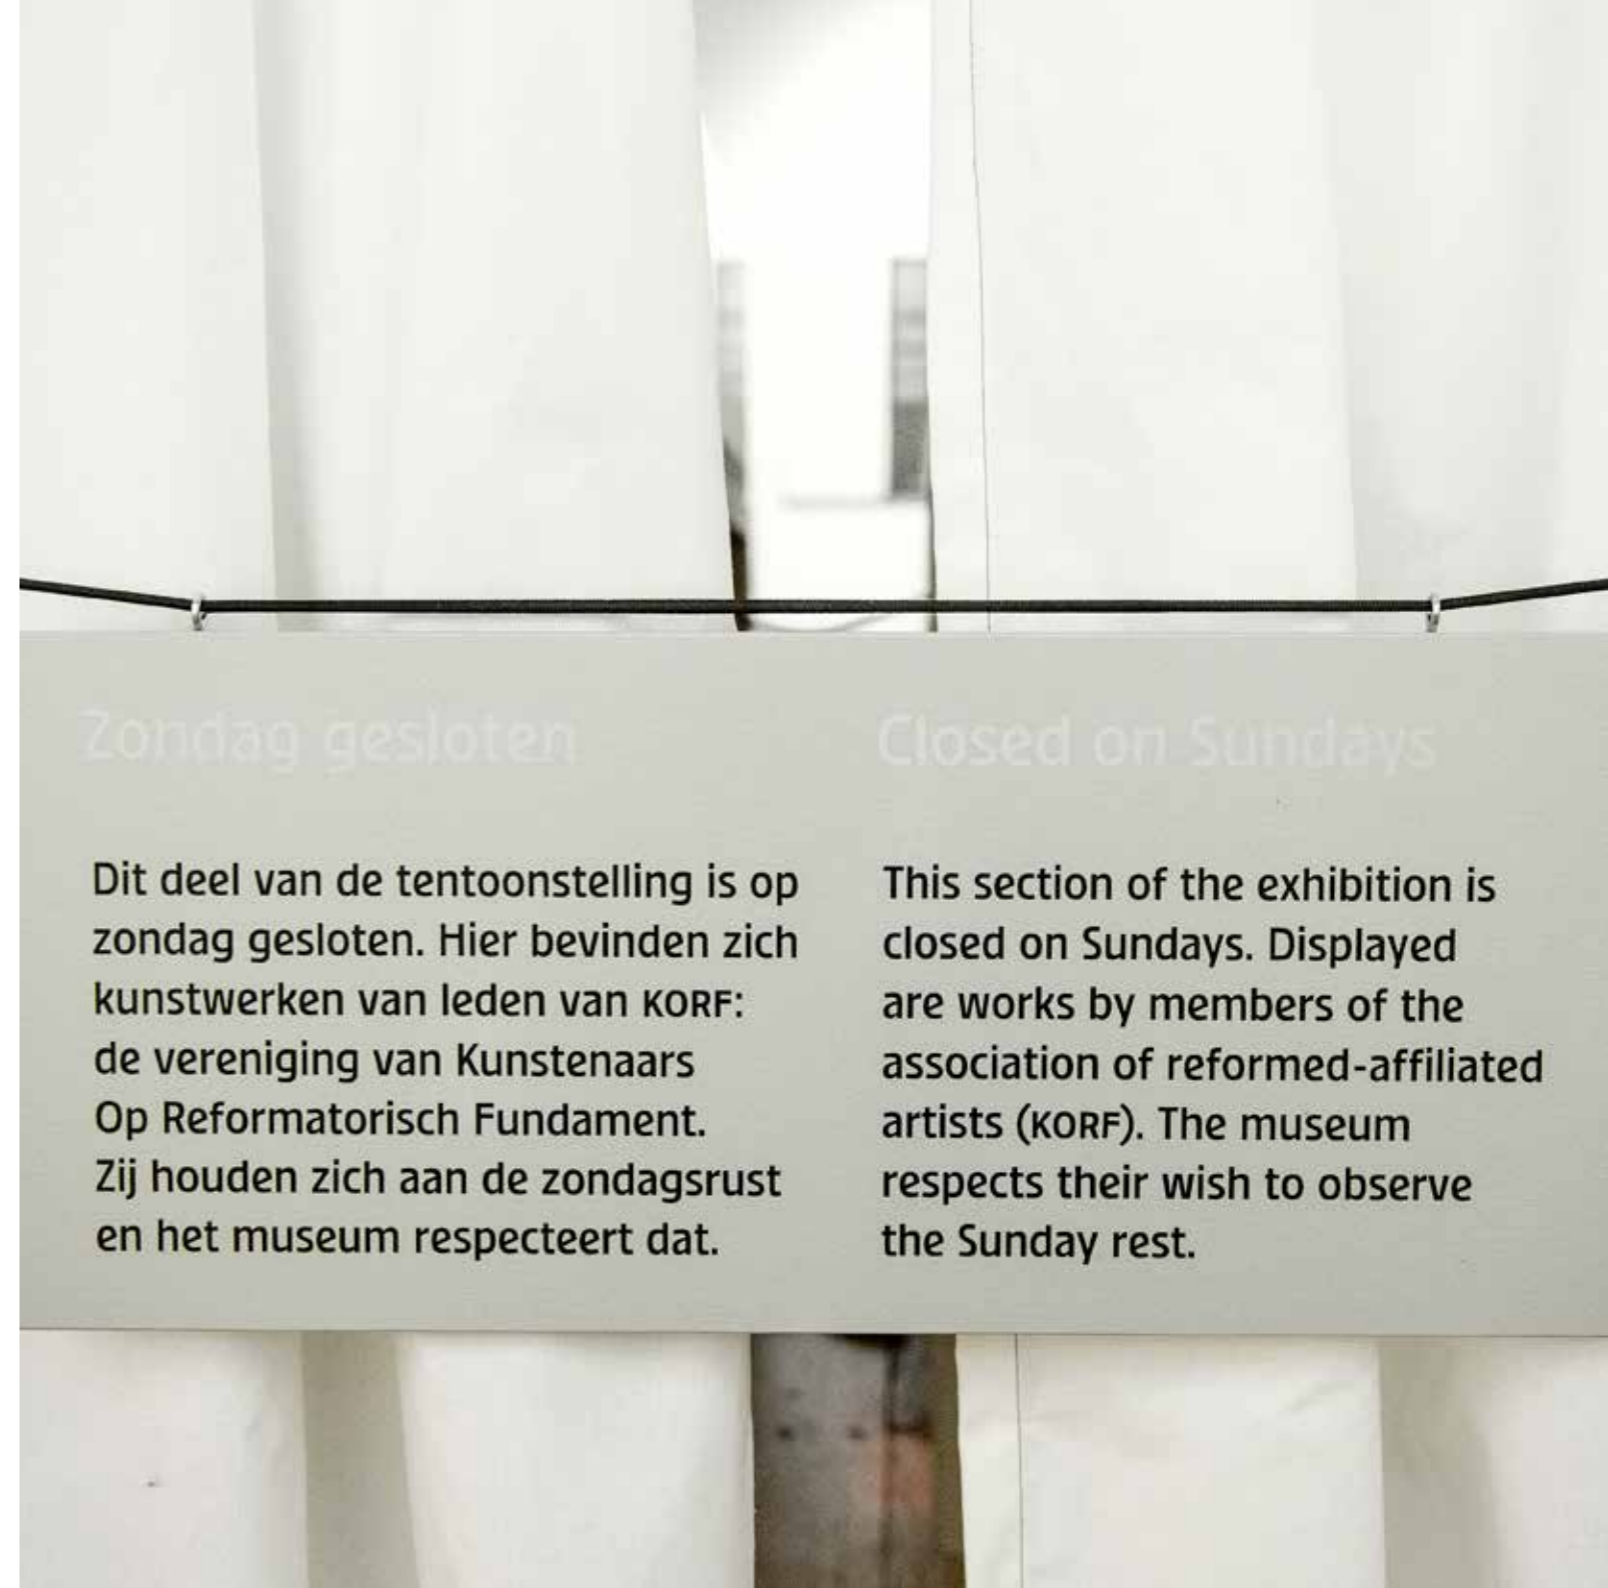 Zondag gesloten
Dit deel van de tentoonstelling is op
zondag gesloten. Hier bevinden zich
kunstwerken van leden van KORF:
de vereniging van Kunstenaars
Op Reformatorisch Fundament.
Zij houden zich aan de zondagsrust
en het museum respecteert dat.
Closed on Sundays
This section of the exhibition is
closed on Sundays. Displayed
are works by members of the
association of reformed-affiliated
artists (KORF). The museum
respects their wish to observe
the Sunday rest.